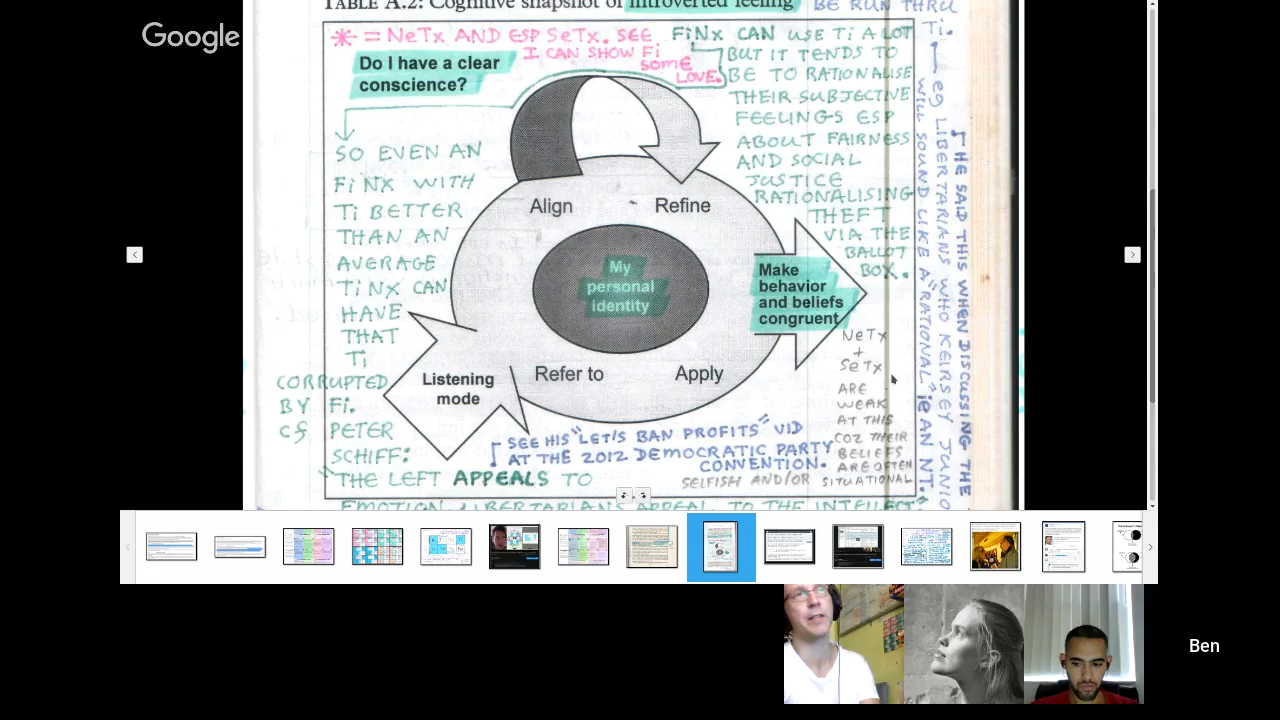 Google
TABLE A.2: Cognitive snapshot of introverted feeling
BE RUN THRU
Ti.
* = NeTx AND ESP SeTx. SEE
I CAN SHOW Fi
SOME
LOVE.
Do I have a clear
conscience?
FiNx CAN USE Ti A LOT
BUT IT TENDS TO
BE TO RATIONALISE
THEIR SUBJECTIVE
FEELINGS ESP
ABOUT FAIRNESS
AND SOCIAL
JUSTICE
RATIONALISING
THEFT
VIA THE
BALLOT
BOX.
SO EVEN AN
FiNx WITH
Ti BETTER
THAN AN
AVERAGE
TiNx CAN
HAVE
THAT
Ti
CORRUPTED
BY Fi.
cf PETER
SCHIFF:
"THE LEFT APPEALS TO
EMOTION. LIBERTARIANS APPEAL TO THE INTELLECT"
Align
Refine
My
personal
identity
Make
behavior
and beliefs
congruent
Listening
mode
Refer to
Apply
NeTx
+
SeTx
ARE
WEAK
AT THIS
COZ THEIR
BELIEFS
ARE OFTEN
SELFISH AND/OR SITUATIONAL
SEE HIS "LET'S BAN PROFITS" VID
AT THE 2012 DEMOCRATIC PARTY
CONVENTION.
eg LIBERTARIANS WHO KERSEY JUNIO
WILL SOUND LIKE A "RATIONAL" ie AN NT.
HE SAID THIS WHEN DISCUSSING THE
Ben